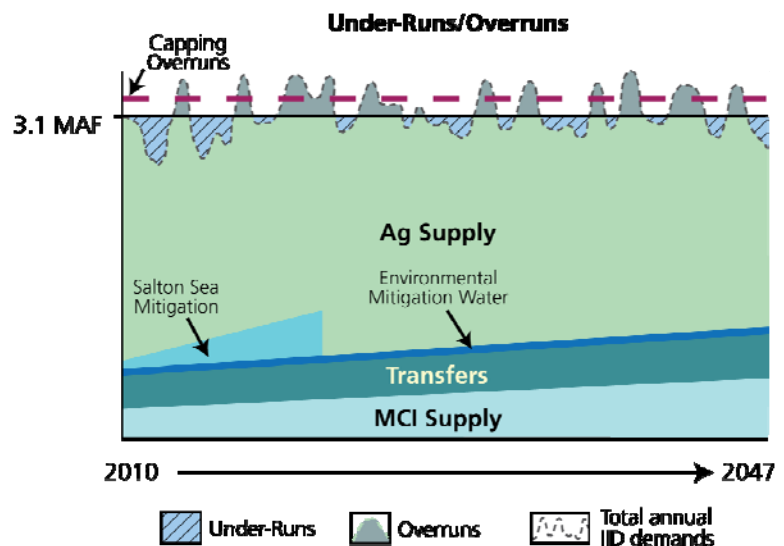 Under-Runs/Overruns
Capping
Overruns
3.1 MAF
Ag Supply
Salton Sea
Mitigation
Environmental
Mitigation Water
Transfers
MCI Supply
2010
2047
Under-Runs
Overruns
Total annual
IID demands